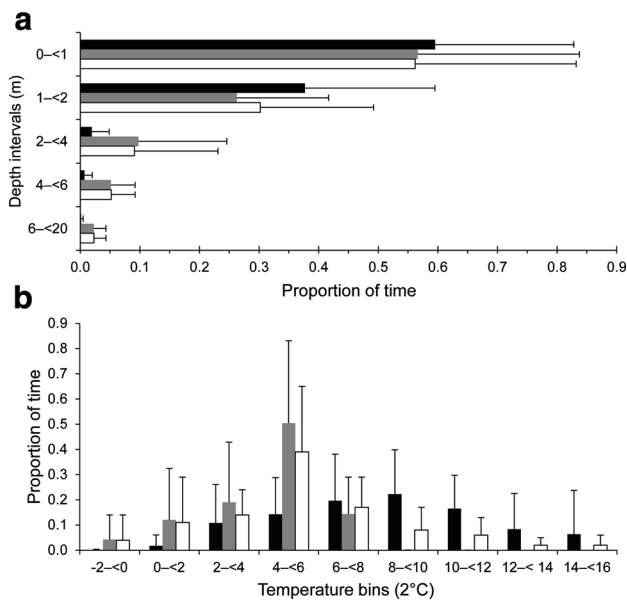 a
Depth intervals (m)
0–<1
1–<2
2–<4
4–<6
6–<20
0.0 0.1 0.2 0.3 0.4 0.5 0.6 0.7 0.8 0.9
Proportion of time
b
Proportion of time
0.9
0.8
0.7
0.6
0.5
0.4
0.3
0.2
0.1
0.0
-2–<0 0–<2 2–<4 4–<6 6–<8 8–<10 10–<12 12–< 14 14–<16
Temperature bins (2°C)